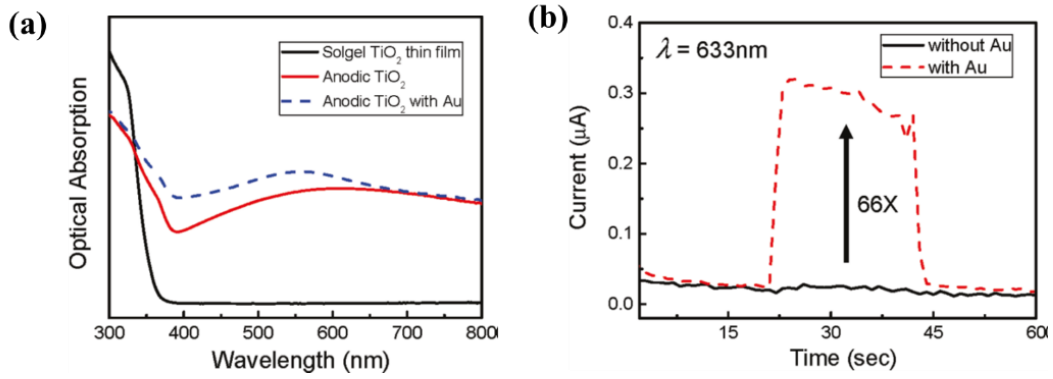 (a)
Optical Absorption
Solgel TiO₂ thin film
Anodic TiO₂
Anodic TiO₂ with Au
300 400 500 600 700 800
Wavelength (nm)
(b)
Current (μA)
0.4
0.3
0.2
0.1
0.0
λ = 633nm
without Au
with Au
66X
15 30 45 60
Time (sec)